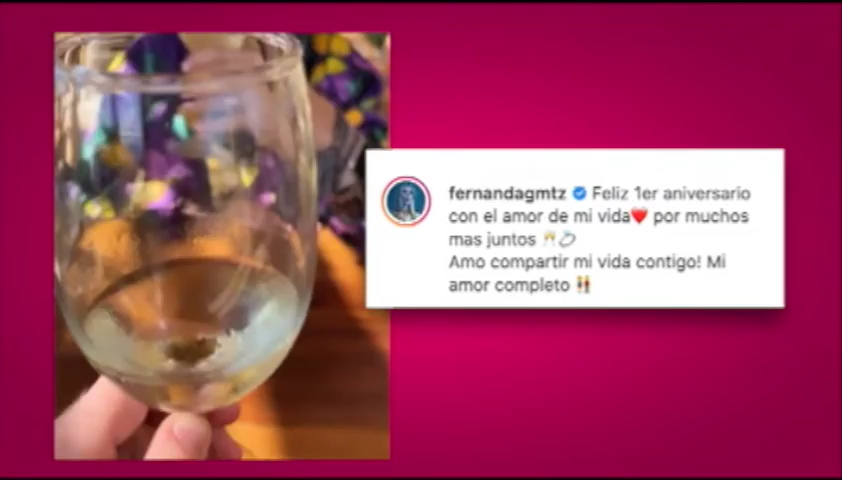 fernandagmtz Feliz 1er aniversario
con el amor de mi vida❤️ por muchos
mas juntos 🥂💍
Amo compartir mi vida contigo! Mi
amor completo 👫